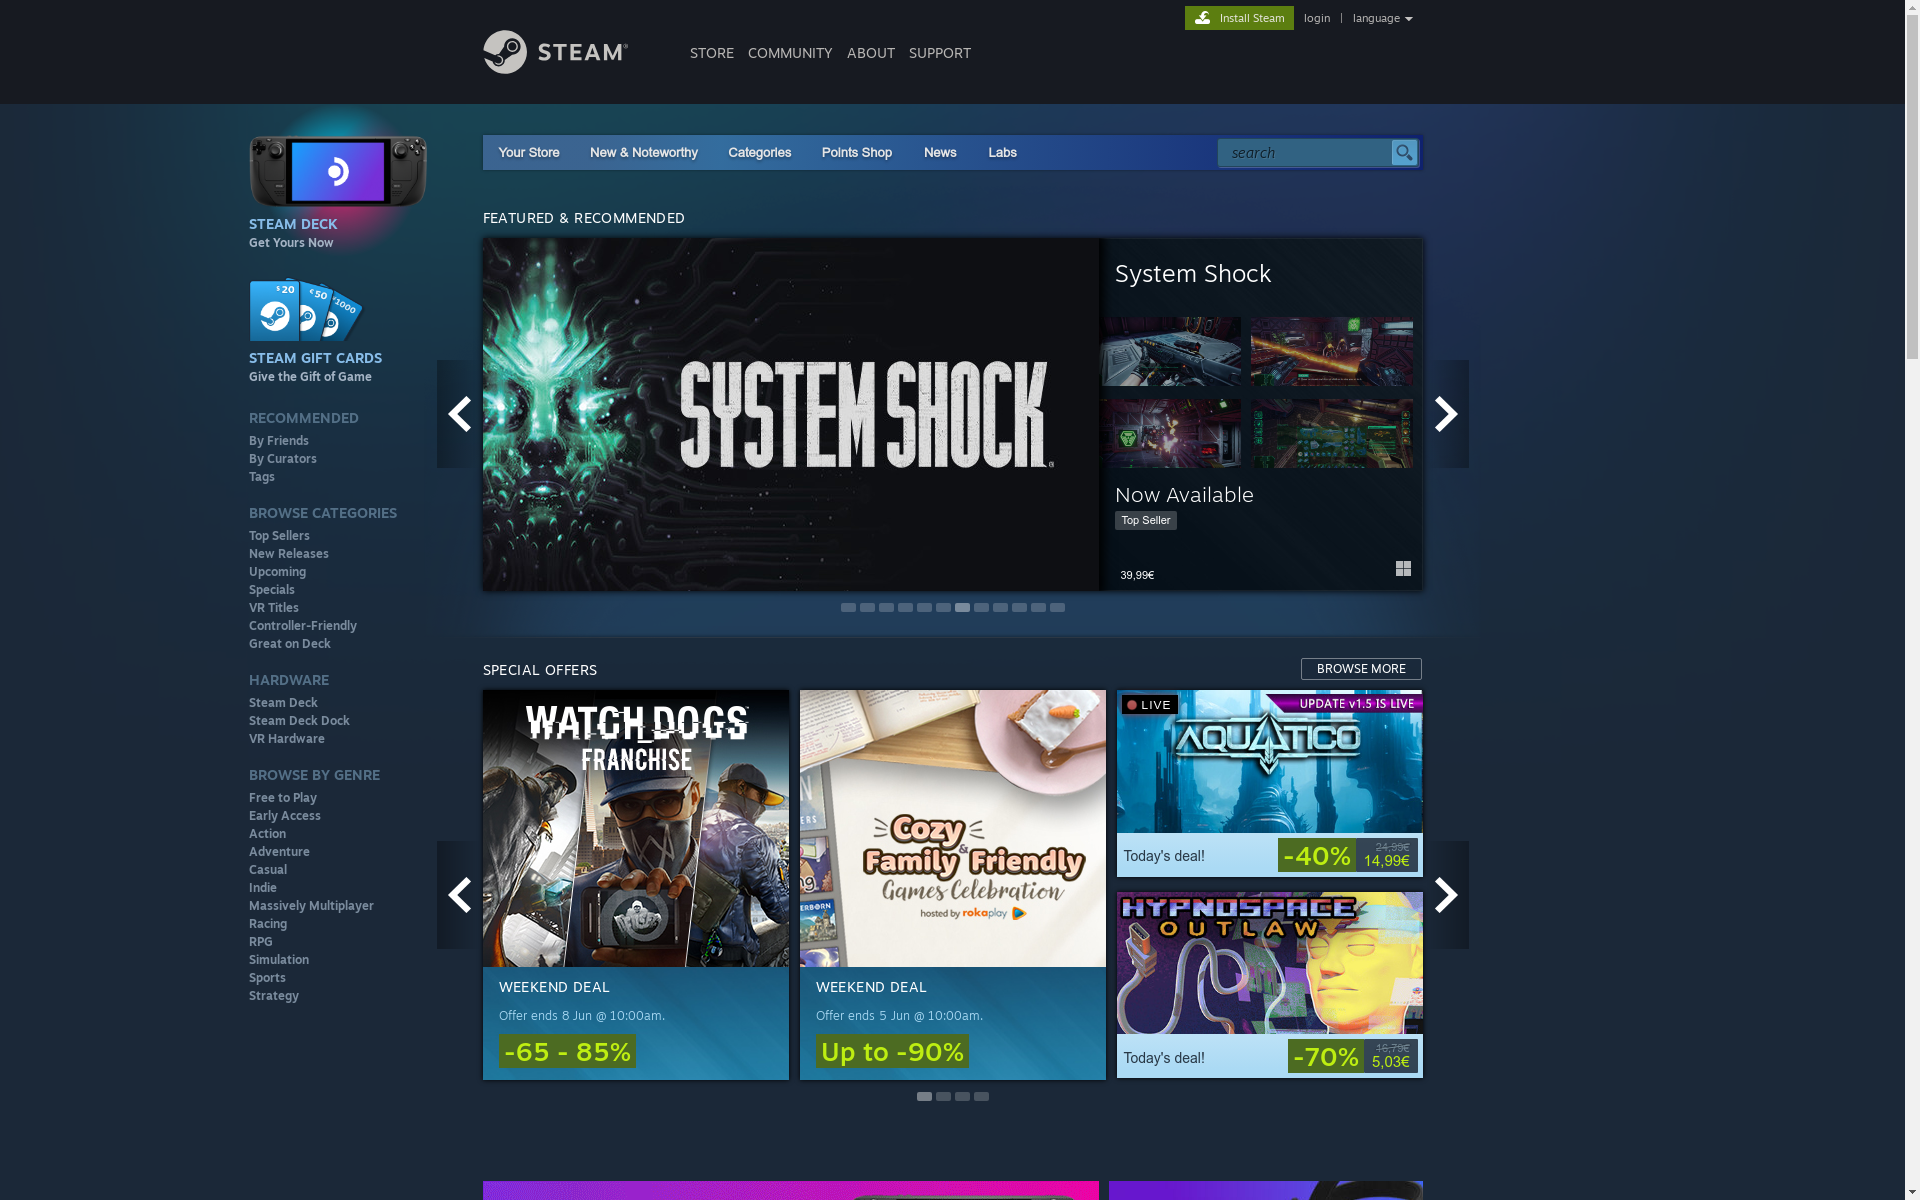 Install Steam
login | language
STEAM®
STORE COMMUNITY ABOUT SUPPORT
Your Store New & Noteworthy Categories Points Shop News Labs
search
STEAM DECK
Get Yours Now
$20 €50 1000
STEAM GIFT CARDS
Give the Gift of Game
RECOMMENDED
By Friends
By Curators
Tags
BROWSE CATEGORIES
Top Sellers
New Releases
Upcoming
Specials
VR Titles
Controller-Friendly
Great on Deck
HARDWARE
Steam Deck
Steam Deck Dock
VR Hardware
BROWSE BY GENRE
Free to Play
Early Access
Action
Adventure
Casual
Indie
Massively Multiplayer
Racing
RPG
Simulation
Sports
Strategy
FEATURED & RECOMMENDED
SYSTEM SHOCK
System Shock
Now Available
Top Seller
39,99€
SPECIAL OFFERS
BROWSE MORE
WATCH_DOGS
FRANCHISE
WEEKEND DEAL
Offer ends 8 Jun @ 10:00am.
-65 - 85%
Cozy
& Family Friendly
Games Celebration
hosted by rokaplay
WEEKEND DEAL
Offer ends 5 Jun @ 10:00am.
Up to -90%
LIVE
UPDATE v1.5 IS LIVE
AQUATICO
Today's deal!
-40%
24,99€
14,99€
HYPNOSPACE
OUTLAW
Today's deal!
-70%
16,79€
5,03€